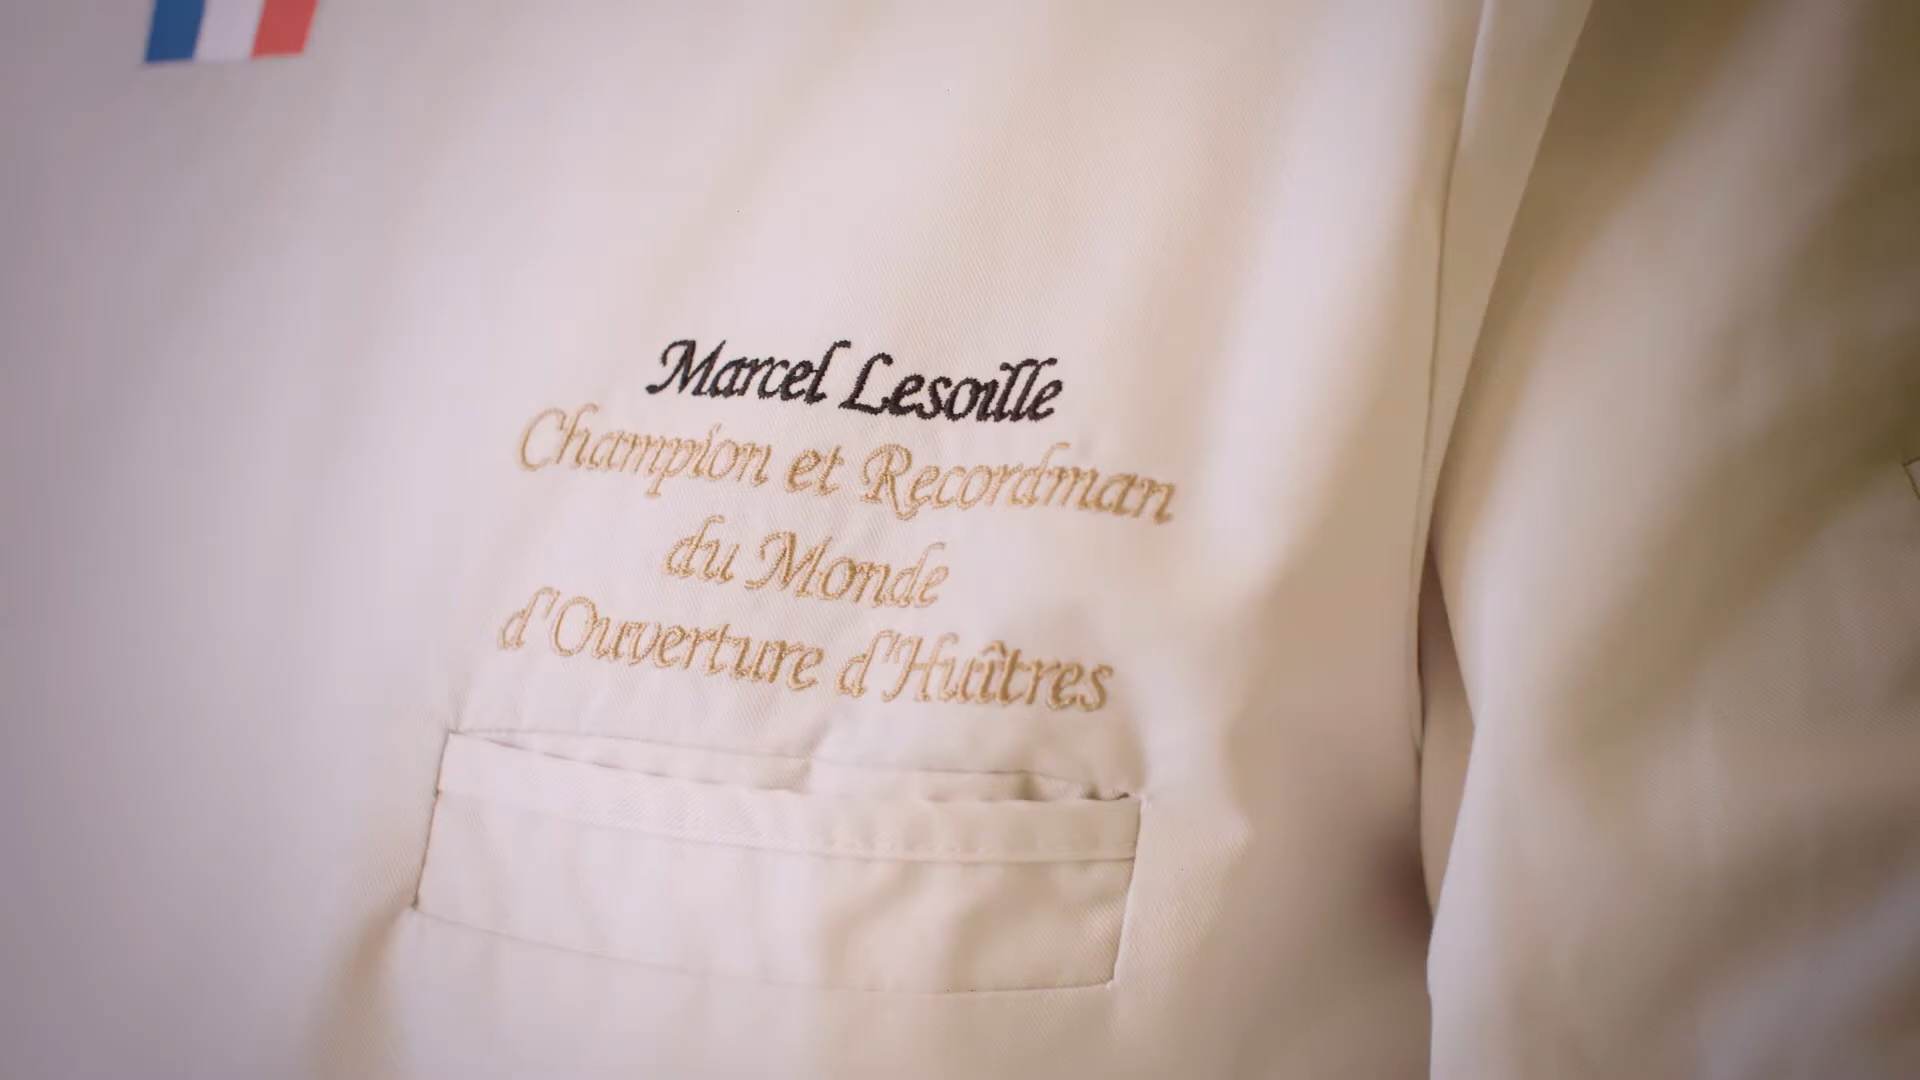 Marcel Lesoille
Champion et Recordman
du Monde
d'Ouverture d'Huîtres